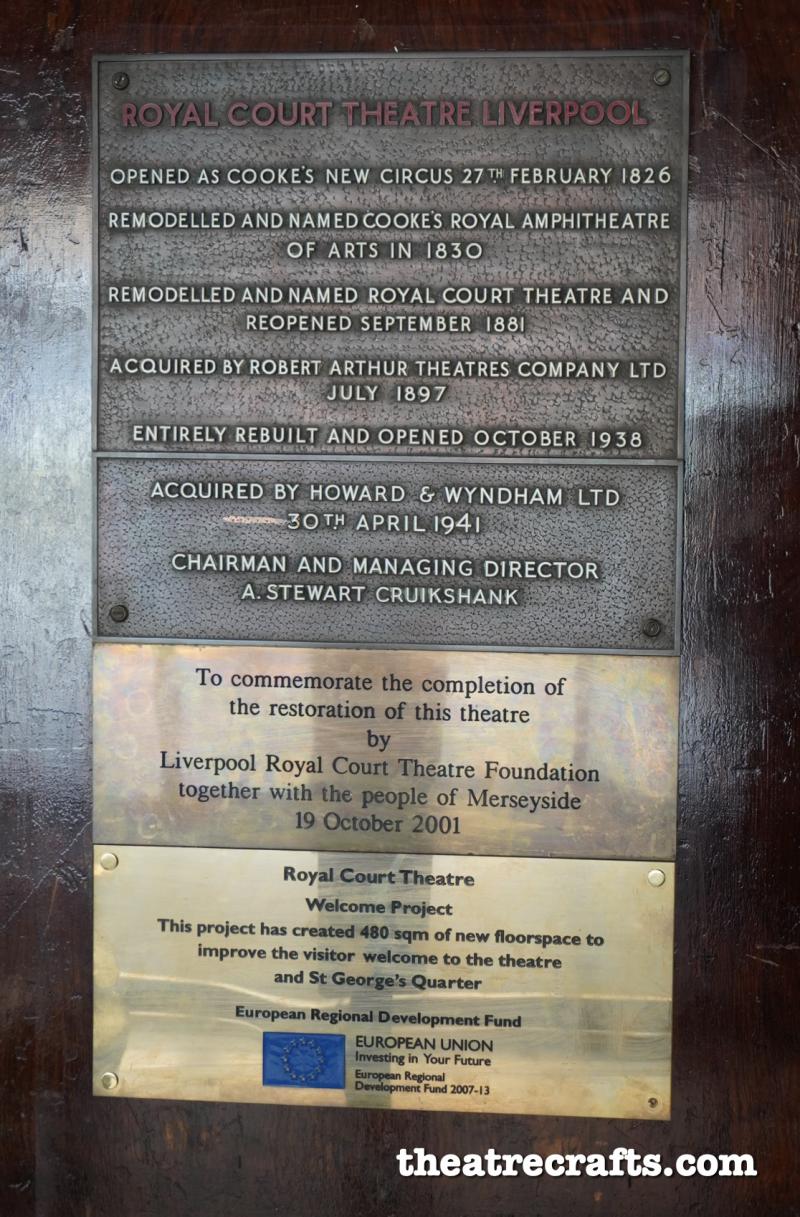 ROYAL COURT THEATRE LIVERPOOL
OPENED AS COOKE'S NEW CIRCUS 27TH FEBRUARY 1826
REMODELLED AND NAMED COOKE'S ROYAL AMPHITHEATRE
OF ARTS IN 1830
REMODELLED AND NAMED ROYAL COURT THEATRE AND
REOPENED SEPTEMBER 1881
ACQUIRED BY ROBERT ARTHUR THEATRES COMPANY LTD
JULY 1897
ENTIRELY REBUILT AND OPENED OCTOBER 1938
ACQUIRED BY HOWARD & WYNDHAM LTD
30TH APRIL 1941
CHAIRMAN AND MANAGING DIRECTOR
A. STEWART CRUIKSHANK
To commemorate the completion of
the restoration of this theatre
by
Liverpool Royal Court Theatre Foundation
together with the people of Merseyside
19 October 2001
Royal Court Theatre
Welcome Project
This project has created 480 sqm of new floorspace to
improve the visitor welcome to the theatre
and St George's Quarter
European Regional Development Fund
EUROPEAN UNION
Investing in Your Future
European Regional
Development Fund 2007-13
theatrecrafts.com